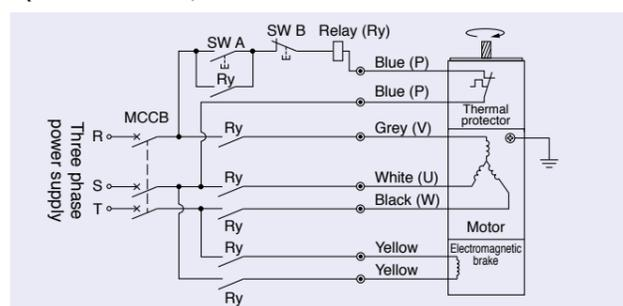 SW B
Relay (Ry)
SW A
Ry
Blue (P)
Blue (P)
Thermal
protector
MCCB
Three phase
power supply
R
Ry
Grey (V)
S
Ry
White (U)
T
Black (W)
Ry
Motor
Ry
Yellow
Electromagnetic
brake
Yellow
Ry